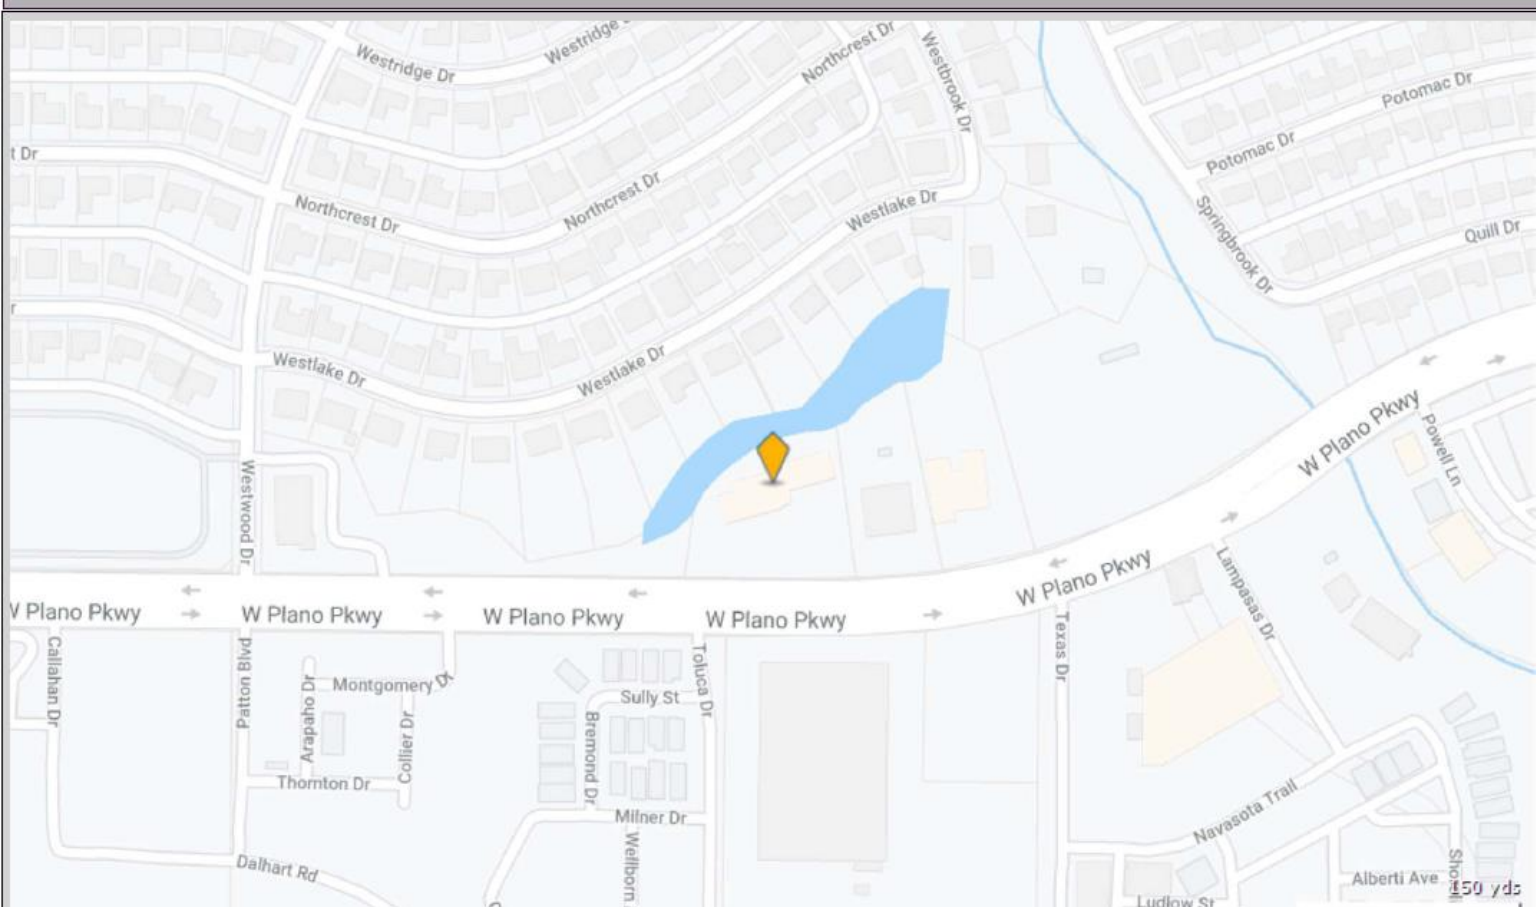 Westridge Dr
Westridge
Northcrest Dr
Westbrook Dr
Potomac Dr
t Dr
Potomac Dr
Northcrest Dr
Northcrest Dr
Westlake Dr
Springbrook Dr
Quill Dr
r
Westlake Dr
Westlake Dr
W Plano Pkwy
Powell Ln
Westwood Dr
W Plano Pkwy
Lampasas Dr
W Plano Pkwy
W Plano Pkwy
W Plano Pkwy
W Plano Pkwy
Texas Dr
Callahan Dr
Patton Blvd
Arapaho Dr
Montgomery Dr
Collier Dr
Toluca Dr
Sully St
Bremond Dr
Thornton Dr
Milner Dr
Wellborn
Navasota Trail
Dalhart Rd
Alberti Ave
150 yds
Ludlow St